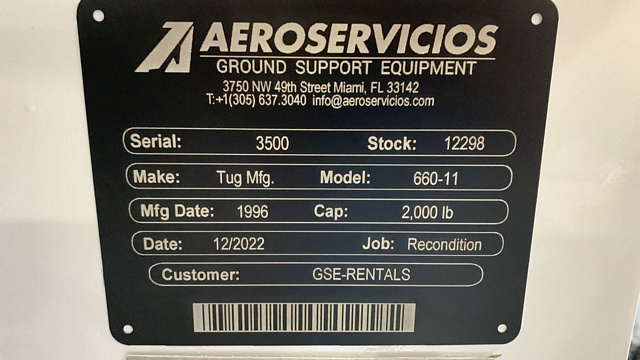 AEROSERVICIOS
GROUND SUPPORT EQUIPMENT
3750 NW 49th Street Miami, FL 33142
T:+1(305) 637.3040 info@aeroservicios.com
Serial: 3500 Stock: 12298
Make: Tug Mfg. Model: 660-11
Mfg Date: 1996 Cap: 2,000 lb
Date: 12/2022 Job: Recondition
Customer: GSE-RENTALS